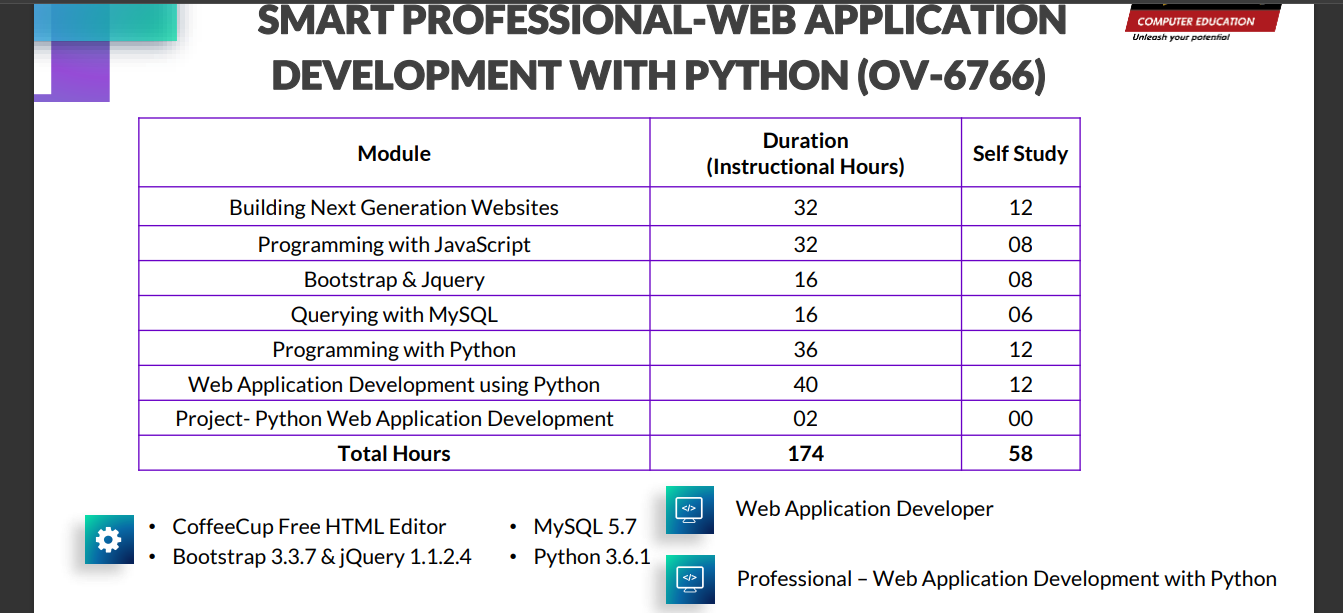 SMART PROFESSIONAL-WEB APPLICATION
DEVELOPMENT WITH PYTHON (OV-6766)
COMPUTER EDUCATION
Unleash your potential
Module Duration (Instructional Hours) Self Study
Building Next Generation Websites 32 12
Programming with JavaScript 32 08
Bootstrap & Jquery 16 08
Querying with MySQL 16 06
Programming with Python 36 12
Web Application Development using Python 40 12
Project- Python Web Application Development 02 00
Total Hours 174 58
• CoffeeCup Free HTML Editor
• Bootstrap 3.3.7 & jQuery 1.1.2.4
• MySQL 5.7
• Python 3.6.1
</> Web Application Developer
</> Professional – Web Application Development with Python